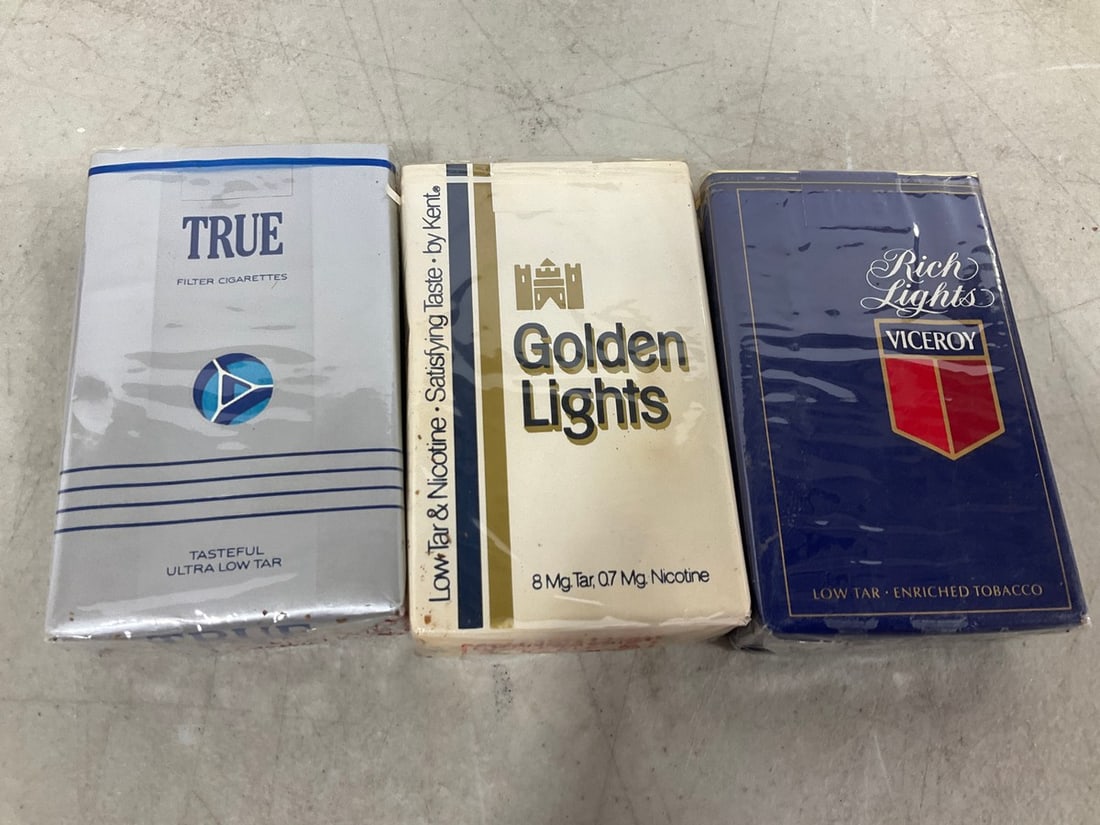 TRUE
FILTER CIGARETTES
TASTEFUL
ULTRA LOW TAR
TRUE
Low Tar & Nicotine • Satisfying Taste • by Kent®
Golden
Lights
8 Mg. Tar, 0.7 Mg. Nicotine
Rich
Lights
VICEROY
LOW TAR • ENRICHED TOBACCO